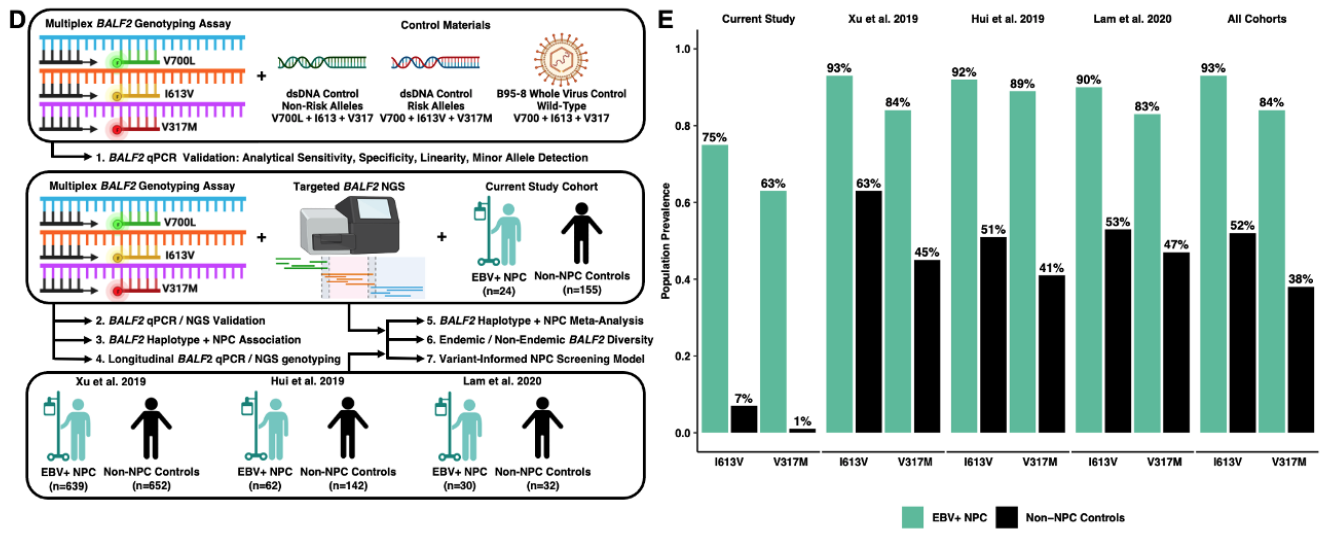 D
Multiplex BALF2 Genotyping Assay
V700L
I613V
V317M
+
Control Materials
dsDNA Control
Non-Risk Alleles
V700L + I613 + V317
dsDNA Control
Risk Alleles
V700 + I613V + V317M
B95-8 Whole Virus Control
Wild-Type
V700 + I613 + V317
1. BALF2 qPCR Validation: Analytical Sensitivity, Specificity, Linearity, Minor Allele Detection
Multiplex BALF2 Genotyping Assay
V700L
I613V
V317M
+
Targeted BALF2 NGS
+
Current Study Cohort
EBV+ NPC
(n=24)
Non-NPC Controls
(n=155)
2. BALF2 qPCR / NGS Validation
3. BALF2 Haplotype + NPC Association
4. Longitudinal BALF2 qPCR / NGS genotyping
5. BALF2 Haplotype + NPC Meta-Analysis
6. Endemic / Non-Endemic BALF2 Diversity
7. Variant-Informed NPC Screening Model
Xu et al. 2019
EBV+ NPC
(n=639)
Non-NPC Controls
(n=652)
Hui et al. 2019
EBV+ NPC
(n=62)
Non-NPC Controls
(n=142)
Lam et al. 2020
EBV+ NPC
(n=30)
Non-NPC Controls
(n=32)
E
Current Study
Xu et al. 2019
Hui et al. 2019
Lam et al. 2020
All Cohorts
Population Prevalence
1.0
0.8
0.6
0.4
0.2
0.0
75%
7%
63%
1%
93%
63%
84%
45%
92%
51%
89%
41%
90%
53%
83%
47%
93%
52%
84%
38%
I613V
V317M
I613V
V317M
I613V
V317M
I613V
V317M
I613V
V317M
EBV+ NPC
Non−NPC Controls